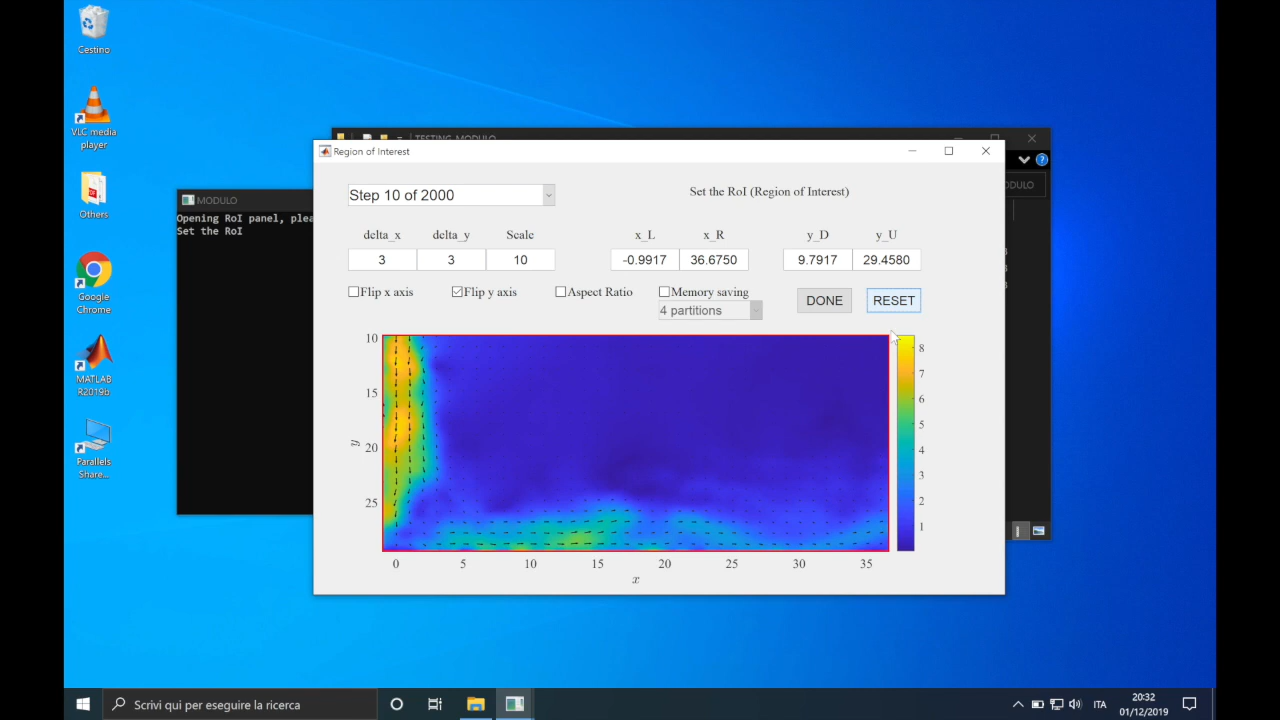 Cestino
VLC media
player
Others
Google
Chrome
MATLAB
R2019b
Parallels
Share...
TESTING_MODULO
MODULO
Opening RoI panel, plea
Set the RoI
Region of Interest
Step 10 of 2000
Set the RoI (Region of Interest)
delta_x delta_y Scale x_L x_R y_D y_U
3 3 10 -0.9917 36.6750 9.7917 29.4580
Flip x axis Flip y axis Aspect Ratio Memory saving
4 partitions
DONE RESET
10
15
20
25
y
0 5 10 15 20 25 30 35
x
8
7
6
5
4
3
2
1
DULO
Scrivi qui per eseguire la ricerca
ITA
20:32
01/12/2019